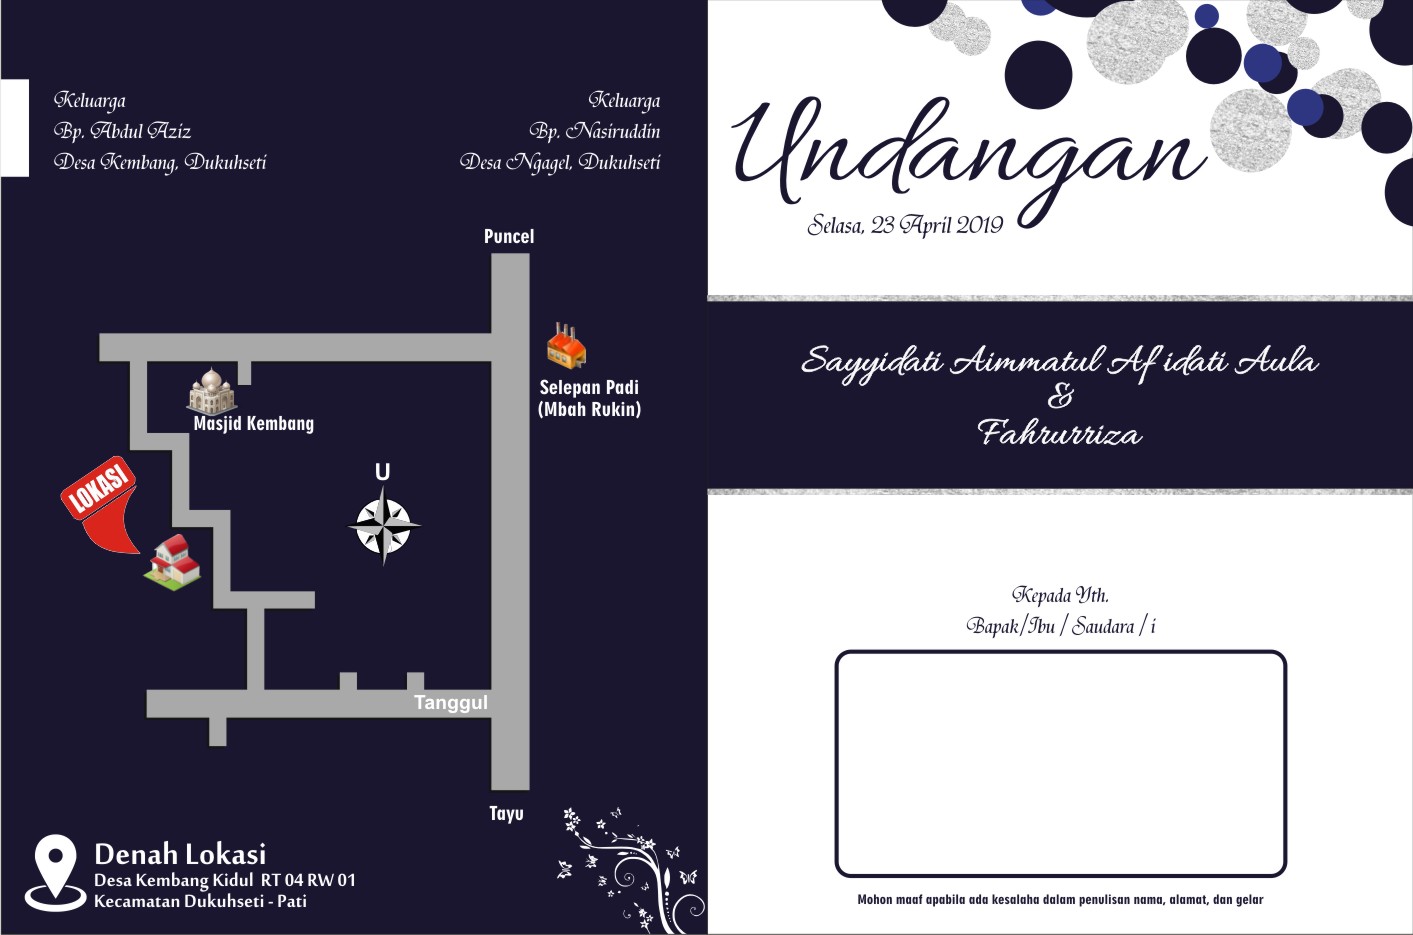 Keluarga
Bp. Abdul Aziz
Desa Kembang, Dukuhseti
Keluarga
Bp. Nasiruddin
Desa Ngagel, Dukuhseti
Puncel
Selepan Padi
(Mbah Rukin)
Masjid Kembang
LOKASI
U
Tanggul
Tayu
Denah Lokasi
Desa Kembang Kidul RT 04 RW 01
Kecamatan Dukuhseti - Pati
Undangan
Selasa, 23 April 2019
Sayyidati Aimmatul Af idati Aula
&
Fahrurriza
Kepada Yth.
Bapak/Ibu / Saudara / i
Mohon maaf apabila ada kesalaha dalam penulisan nama, alamat, dan gelar